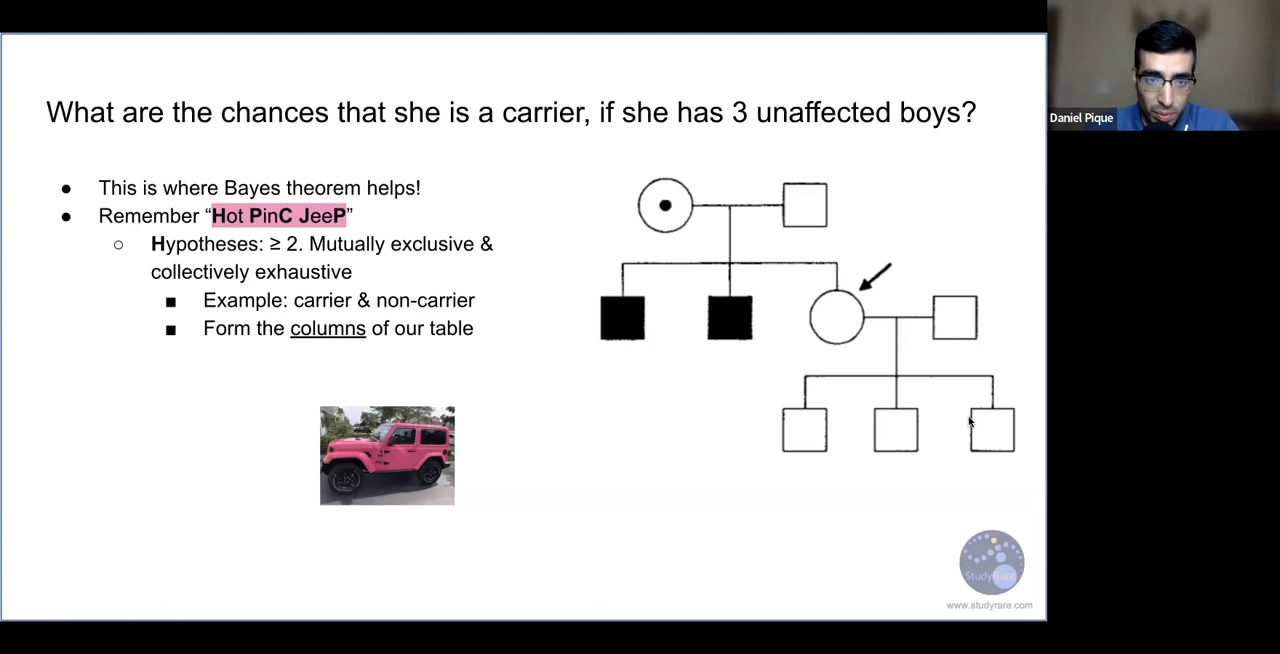 What are the chances that she is a carrier, if she has 3 unaffected boys?
● This is where Bayes theorem helps!
● Remember “Hot PinC JeeP”
○ Hypotheses: ≥ 2. Mutually exclusive &
collectively exhaustive
■ Example: carrier & non-carrier
■ Form the columns of our table
StudyRare
www.studyrare.com
Daniel Pique